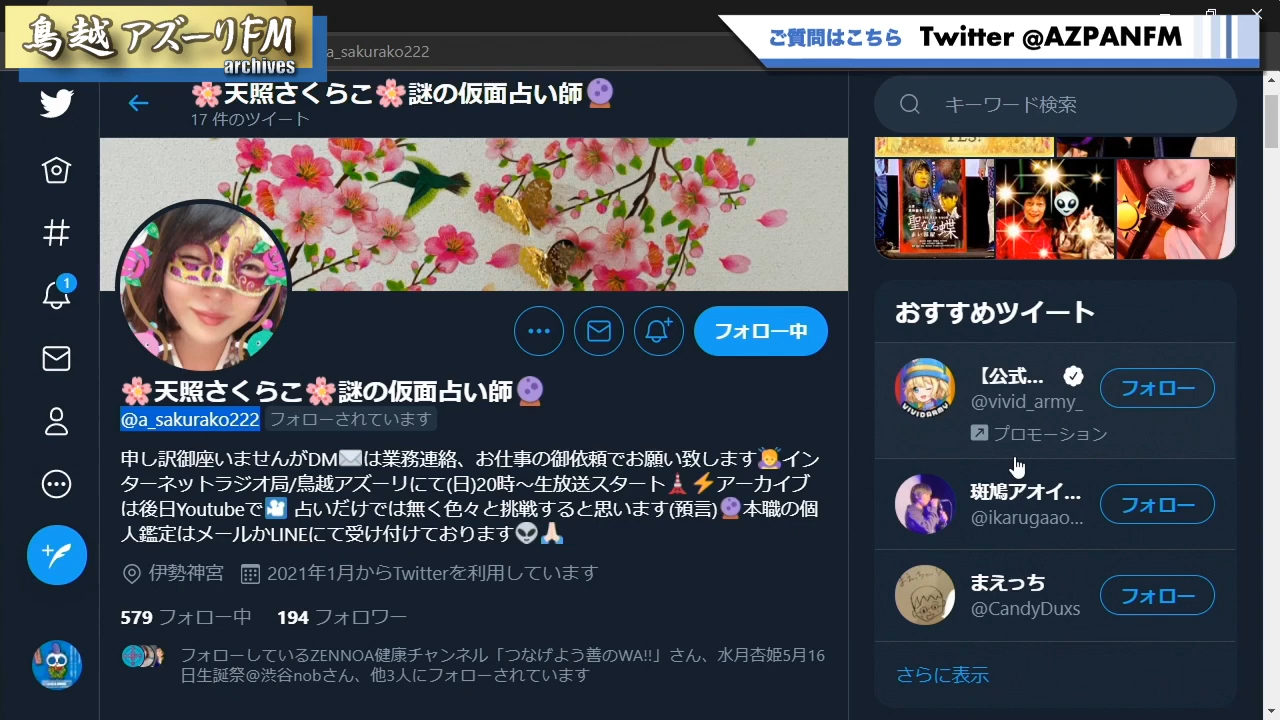 鳥越アズーリFM
archives
ご質問はこちら Twitter @AZPANFM
a_sakurako222
🌸天照さくらこ🌸謎の仮面占い師🔮
17 件のツイート
キーワード検索
聖なる蝶
🌸天照さくらこ🌸謎の仮面占い師🔮
@a_sakurako222 フォローされています
フォロー中
申し訳御座いませんがDM✉️は業務連絡、お仕事の御依頼でお願い致します🙇イン
ターネットラジオ局/鳥越アズーリにて(日)20時〜生放送スタート🗼⚡アーカイブ
は後日Youtubeで🎦 占いだけでは無く色々と挑戦すると思います(預言)🔮本職の個
人鑑定はメールかLINEにて受け付けております👽🙏🏻
伊勢神宮 2021年1月からTwitterを利用しています
579 フォロー中 194 フォロワー
フォローしているZENNOA健康チャンネル「つなげよう善のWA!!」さん、水月杏姫5月16
日生誕祭@渋谷nobさん、他3人にフォローされています
おすすめツイート
【公式...
@vivid_army_
フォロー
プロモーション
VIVIDARMY
斑鳩アオイ...
@ikarugaao...
フォロー
まえっち
@CandyDuxs
フォロー
さらに表示
1